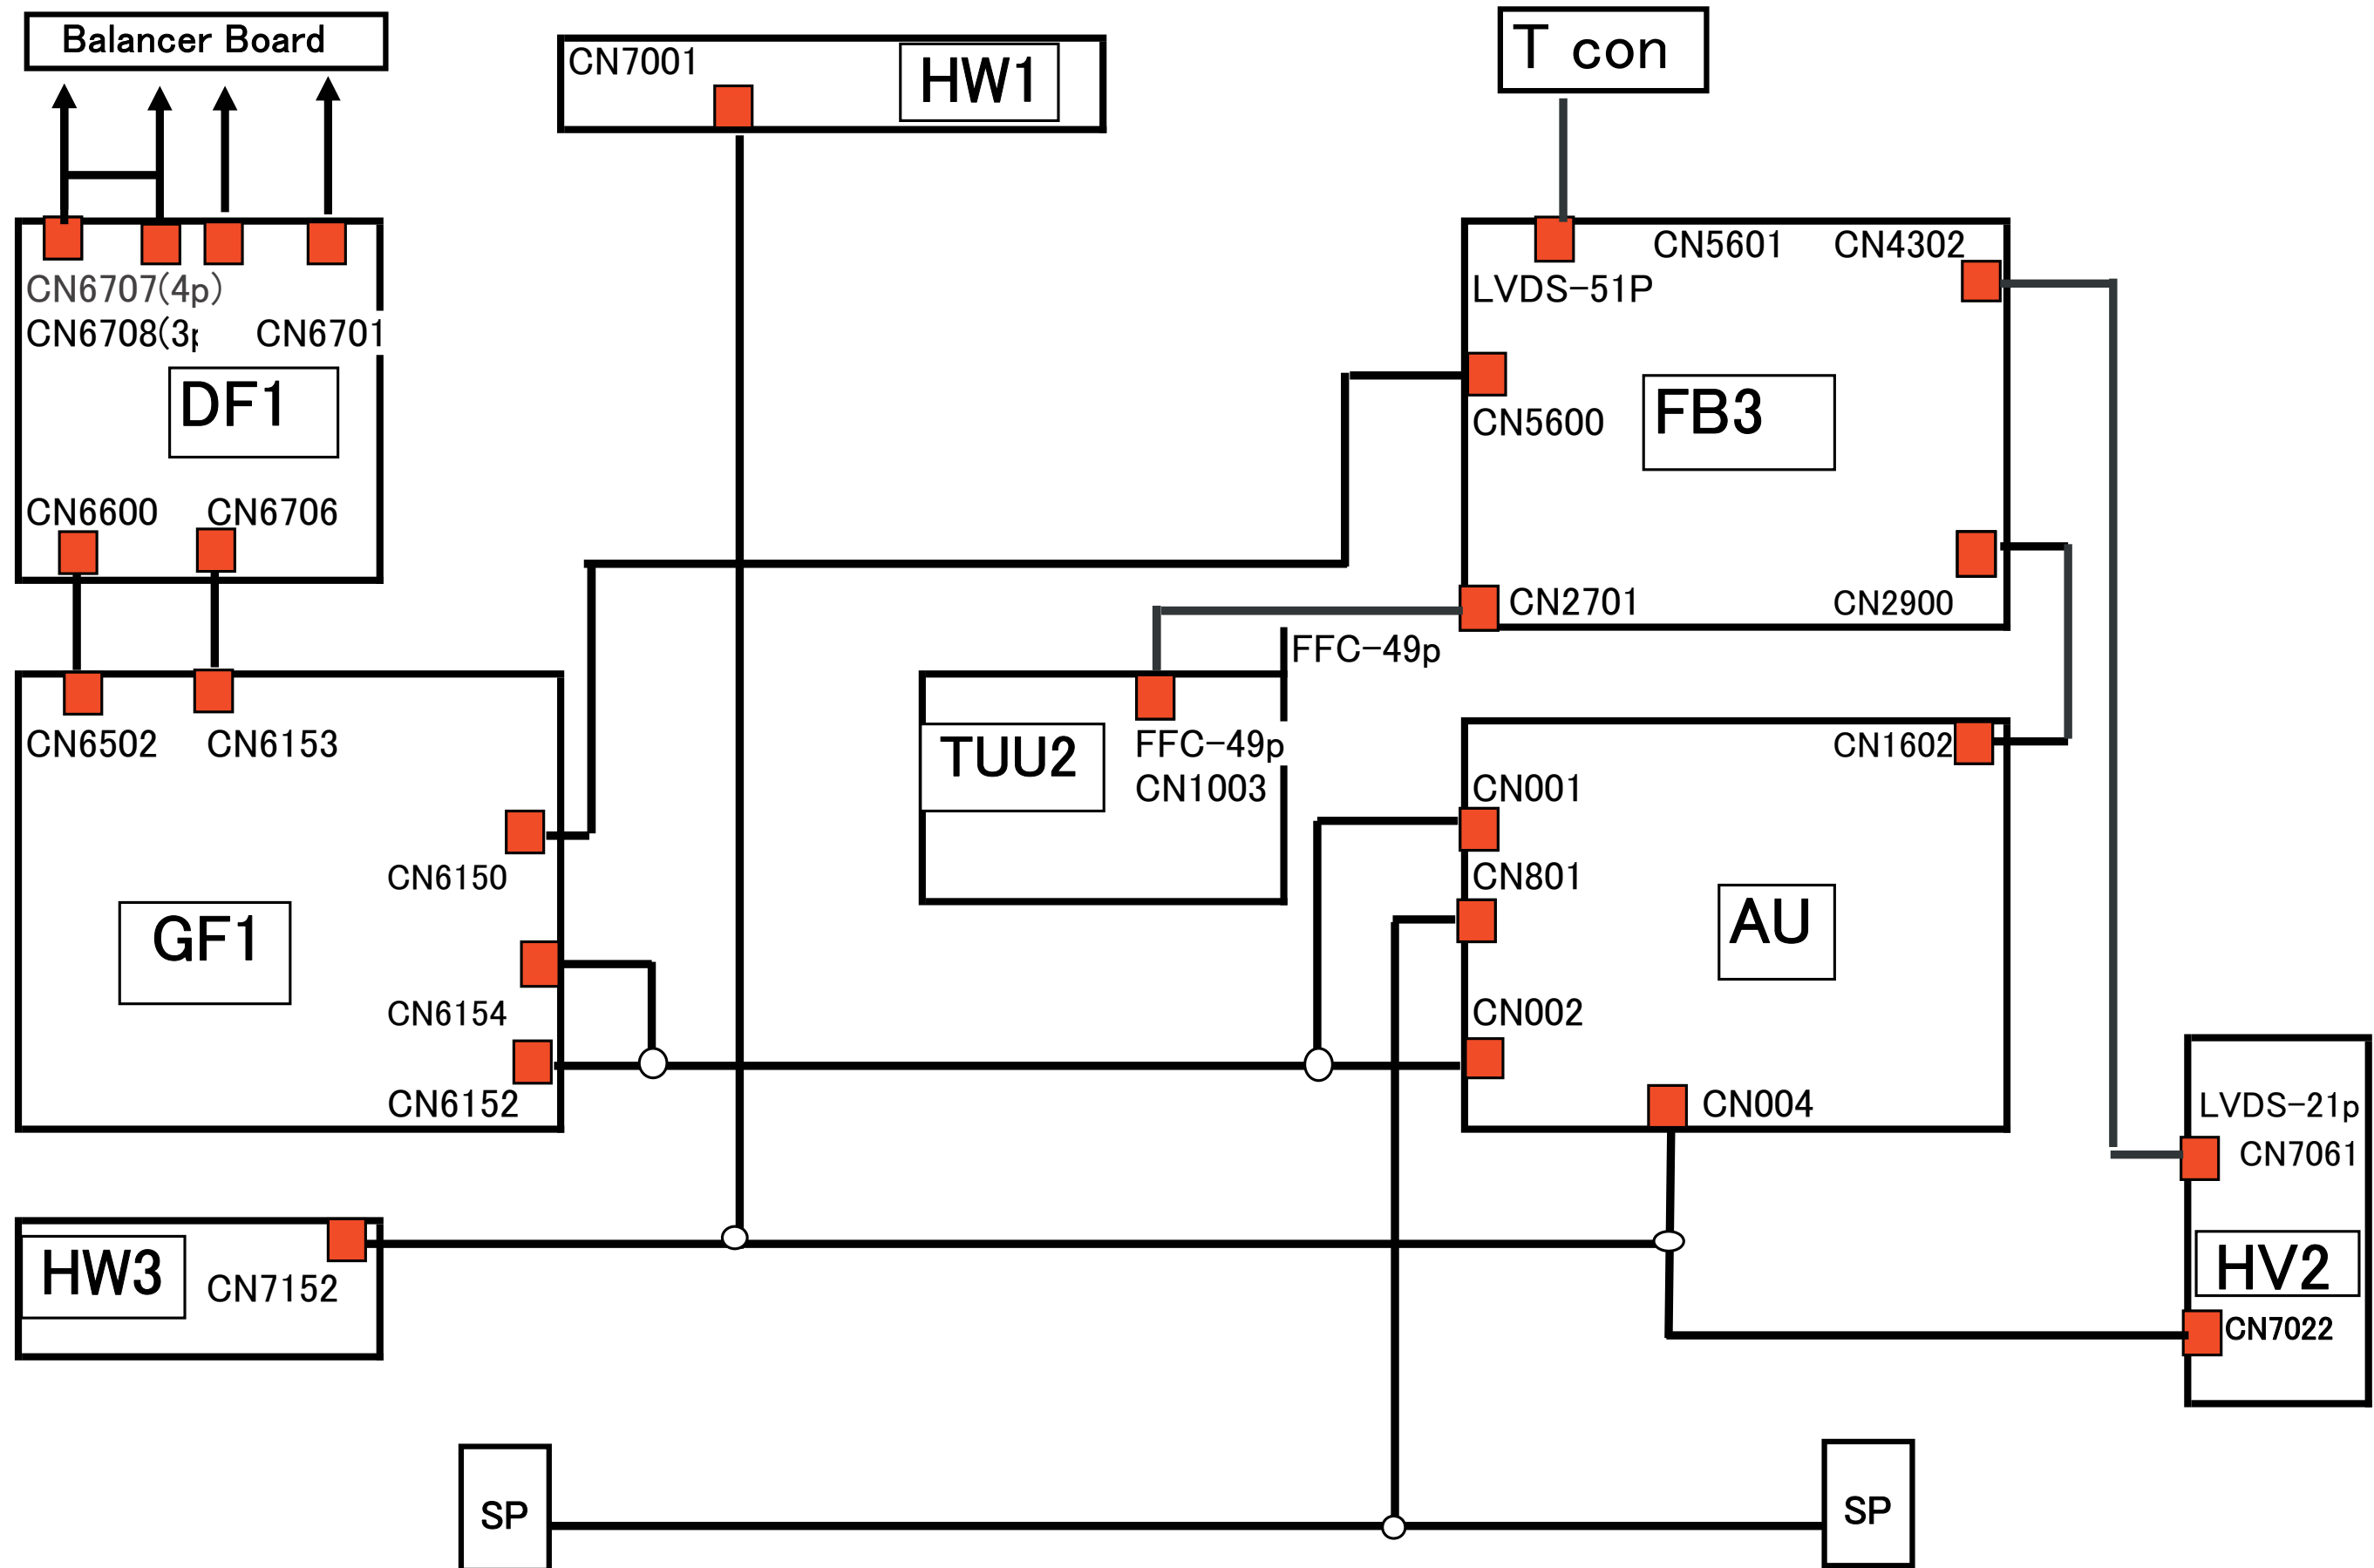 Balancer Board
CN7001
HW1
T con
CN6707(4p)
CN6708(3p
CN6701
DF1
CN6600
CN6706
CN5601
CN4302
LVDS-51P
CN5600
FB3
CN2701
CN2900
FFC-49p
CN6502
CN6153
CN6150
GF1
CN6154
CN6152
TUU2
FFC-49p
CN1003
CN1602
CN001
CN801
AU
CN002
CN004
LVDS-21p
CN7061
HV2
CN7022
HW3
CN7152
SP
SP